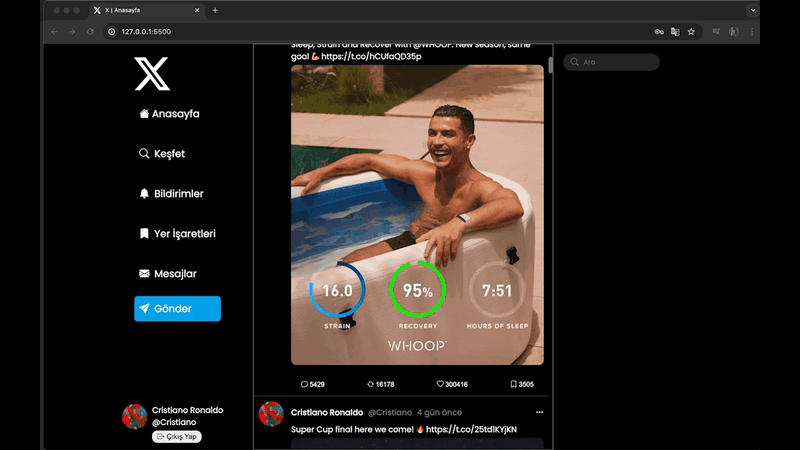 X | Anasayfa
127.0.0.1:5500
Anasayfa
Keşfet
Bildirimler
Yer İşaretleri
Mesajlar
Gönder
Cristiano Ronaldo
@Cristiano
Çıkış Yap
Sleep, Strain and Recover with @WHOOP. New season, same
goal 💪 https://t.co/hCUfaQD35p
16.0
95%
7:51
STRAIN
RECOVERY
HOURS OF SLEEP
WHOOP
5429
16178
300416
3505
Cristiano Ronaldo @Cristiano 4 gün önce
Super Cup final here we come! 🔥 https://t.co/25td1KYjKN
Ara